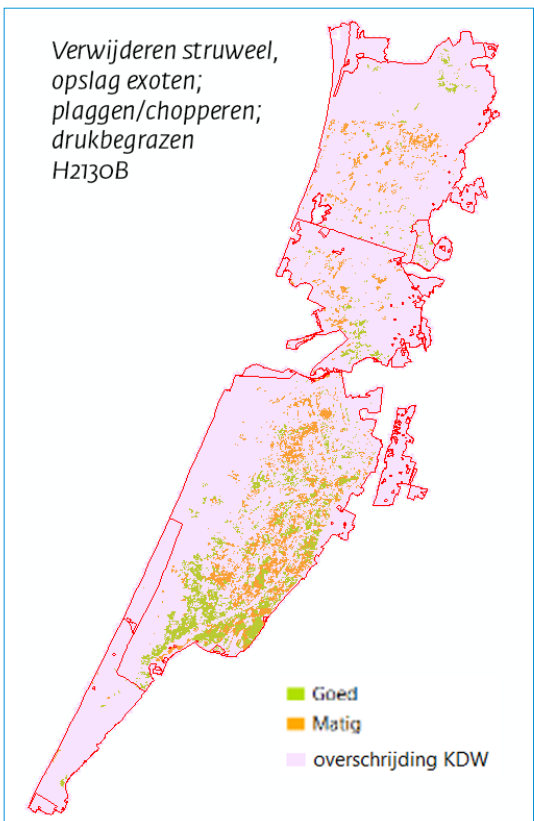 Verwijderen struweel,
opslag exoten;
plaggen/chopperen;
drukbegrazen
H2130B
Goed
Matig
overschrijding KDW